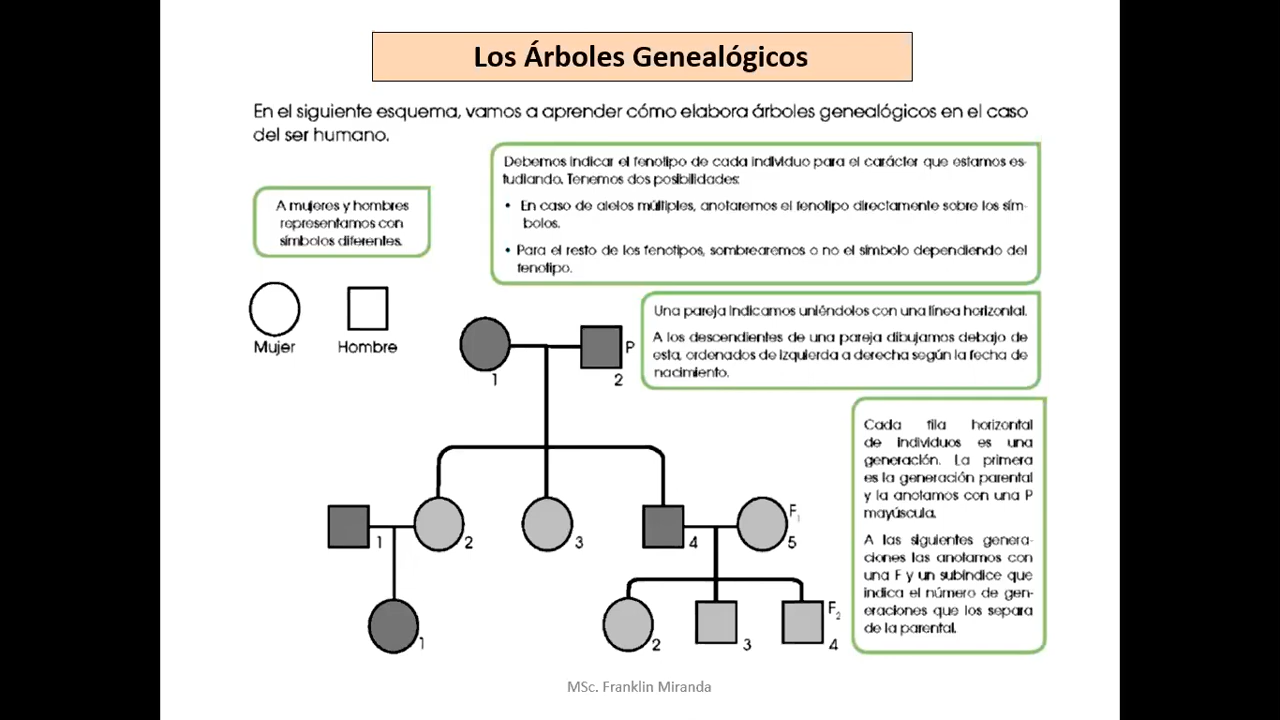 Los Árboles Genealógicos
En el siguiente esquema, vamos a aprender cómo elabora árboles genealógicos en el caso
del ser humano.
Debemos indicar el fenotipo de cada individuo para el carácter que estamos es-
tudiando. Tenemos dos posibilidades:
• En caso de alelos múltiples, anotaremos el fenotipo directamente sobre los sím-
bolos.
• Para el resto de los fenotipos, sombrearemos o no el símbolo dependiendo del
fenotipo.
A mujeres y hombres
representamos con
símbolos diferentes.
Mujer
Hombre
Una pareja indicamos uniéndolos con una línea horizontal.
A los descendientes de una pareja dibujamos debajo de
esta, ordenados de izquierda a derecha según la fecha de
nacimiento.
P
1
2
Cada fila horizontal
de individuos es una
generación. La primera
es la generación parental
y la anotamos con una P
mayúscula.
A las siguientes genera-
ciones las anotamos con
una F y un subíndice que
indica el número de gen-
eraciones que los separa
de la parental.
F₁
1
2
3
4
5
F₂
1
2
3
4
MSc. Franklin Miranda